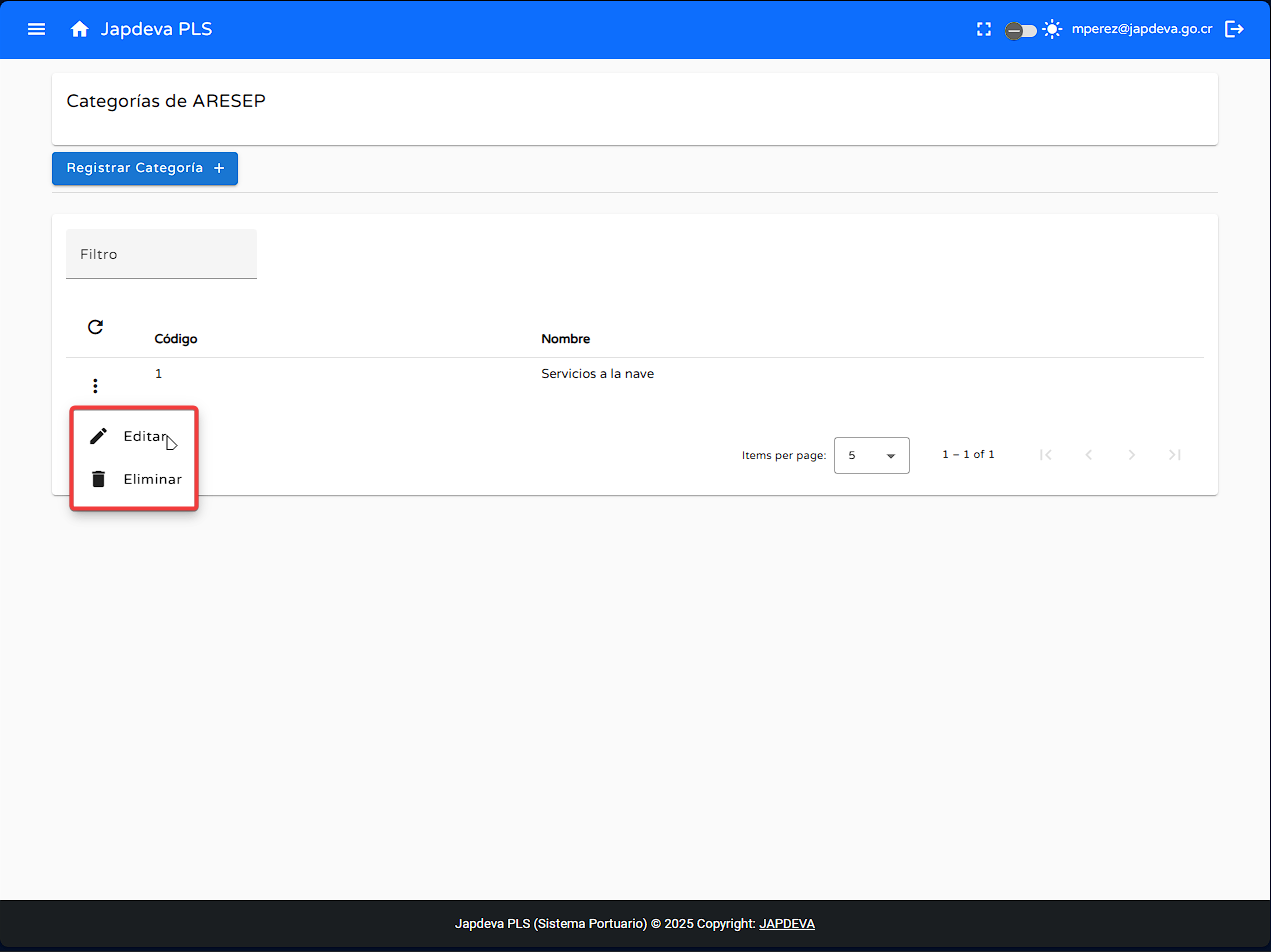 Japdeva PLS
mperez@japdeva.go.cr
Categorías de ARESEP
Registrar Categoría +
Filtro
Código Nombre
1 Servicios a la nave
Editar
Eliminar
Items per page: 5 1 – 1 of 1
Japdeva PLS (Sistema Portuario) © 2025 Copyright: JAPDEVA